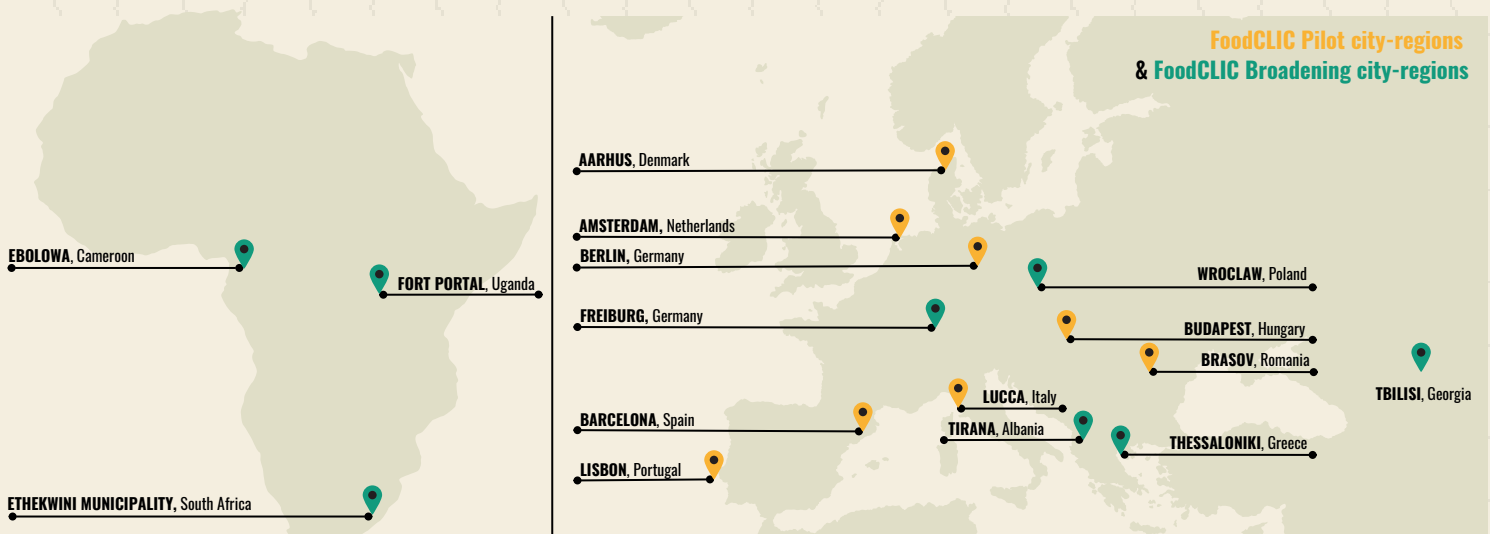 FoodCLIC Pilot city-regions
& FoodCLIC Broadening city-regions
EBOLOWA, Cameroon
FORT PORTAL, Uganda
ETHEKWINI MUNICIPALITY, South Africa
AARHUS, Denmark
AMSTERDAM, Netherlands
BERLIN, Germany
WROCLAW, Poland
FREIBURG, Germany
BUDAPEST, Hungary
BRASOV, Romania
TBILISI, Georgia
LUCCA, Italy
BARCELONA, Spain
TIRANA, Albania
THESSALONIKI, Greece
LISBON, Portugal